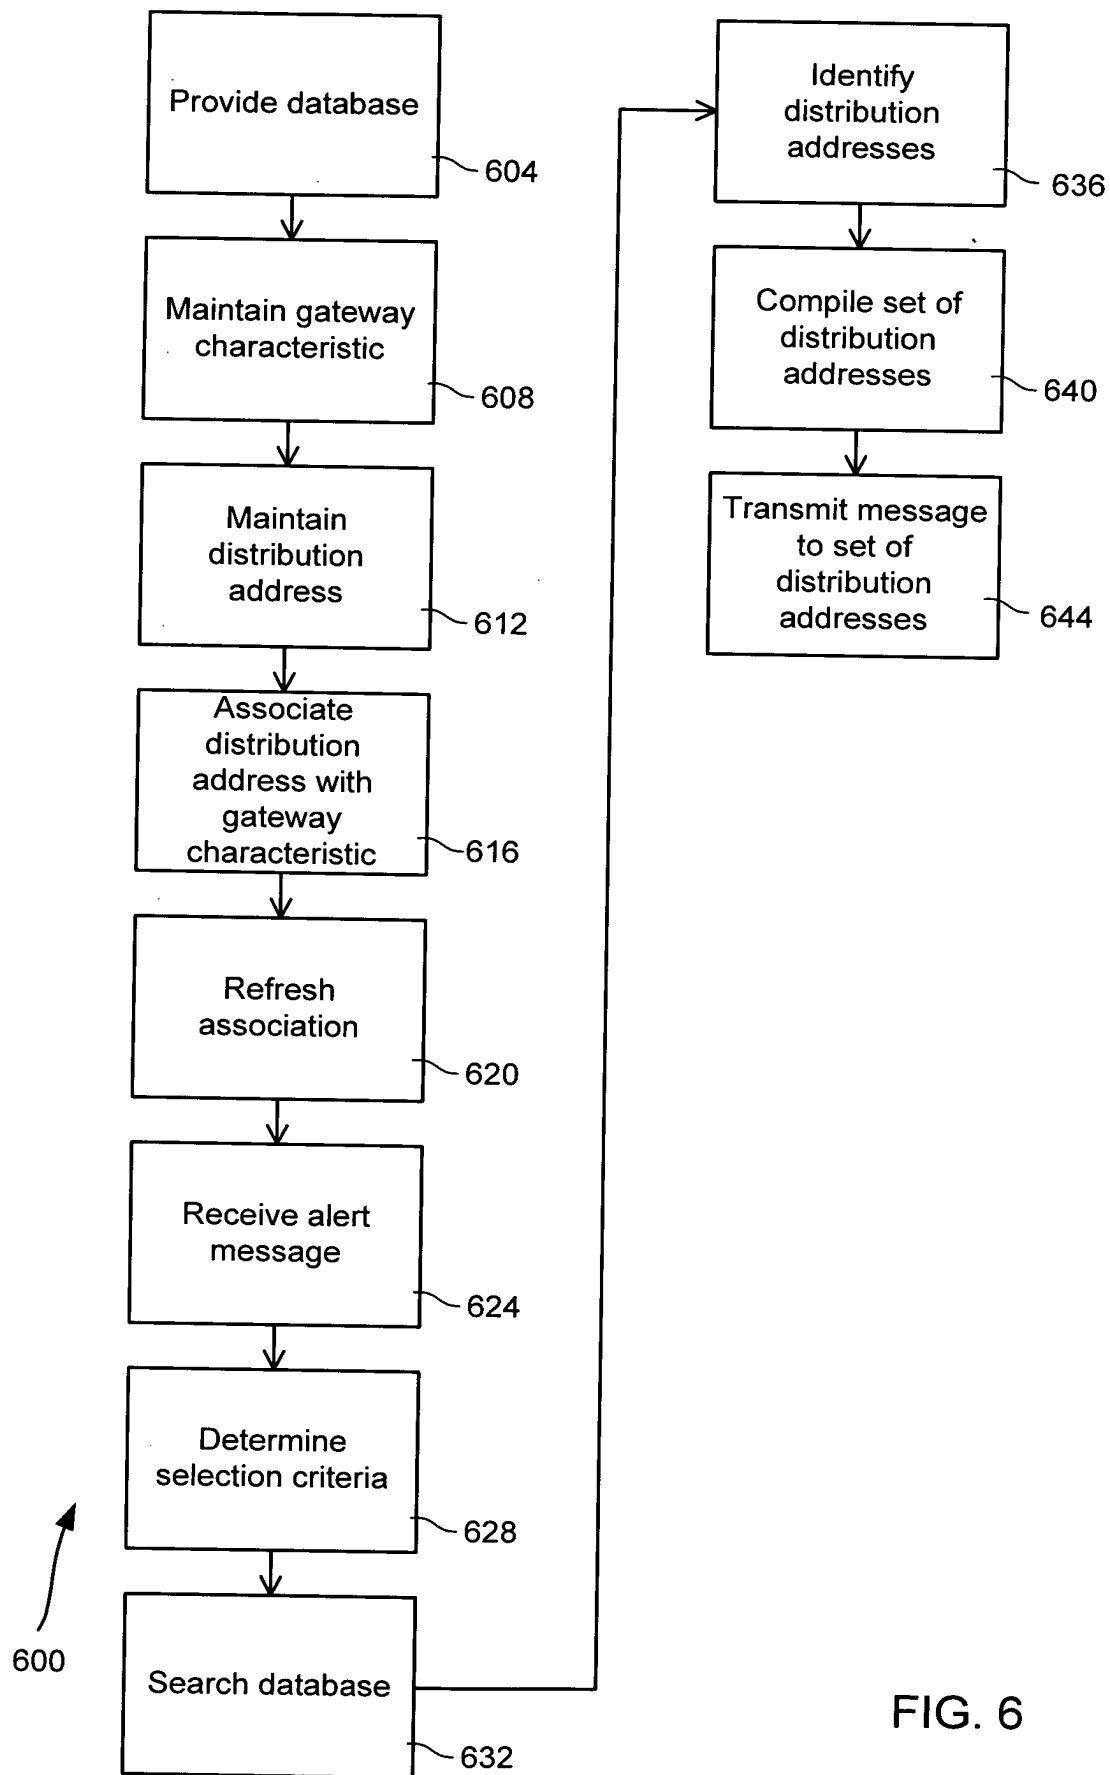 Provide database
604
Maintain gateway
characteristic
608
Maintain
distribution
address
612
Associate
distribution
address with
gateway
characteristic
616
Refresh
association
620
Receive alert
message
624
Determine
selection criteria
628
Search database
632
600
Identify
distribution
addresses
636
Compile set of
distribution
addresses
640
Transmit message
to set of
distribution
addresses
644
FIG. 6